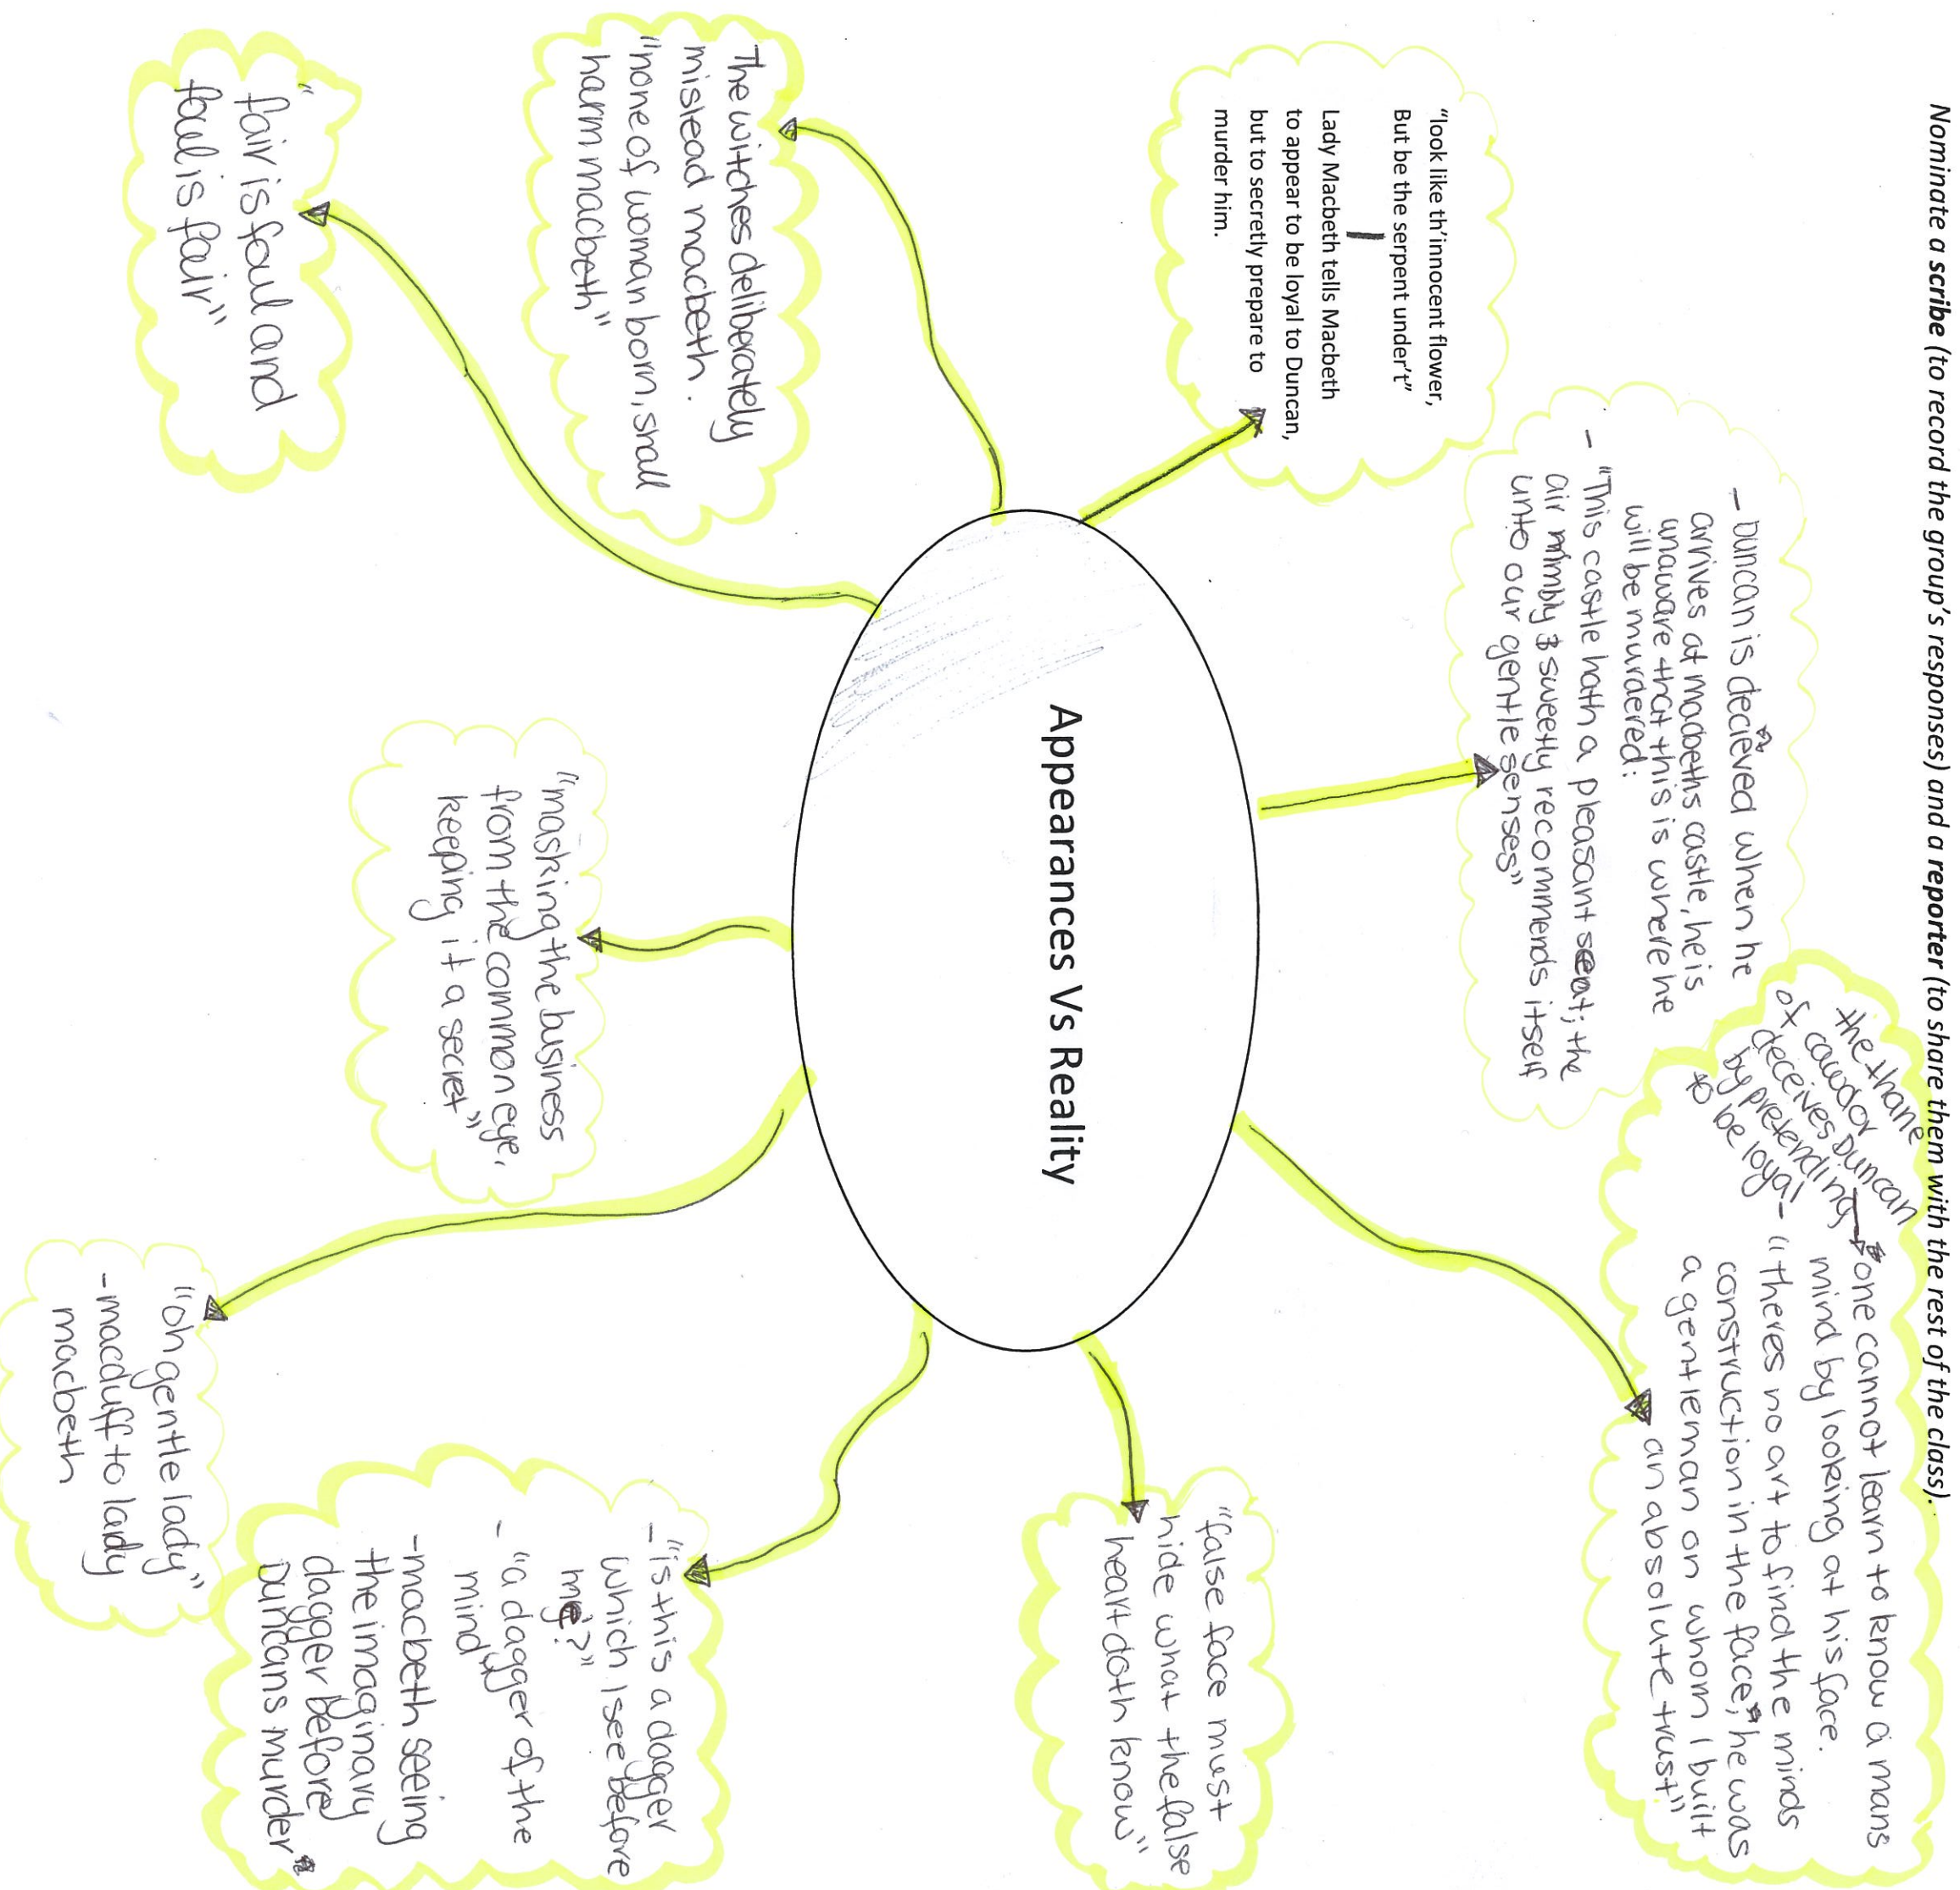 Nominate a scribe (to record the group's responses) and a reporter (to share them with the rest of the class).
"look like th'innocent flower,
But be the serpent under't"
Lady Macbeth tells Macbeth
to appear to be loyal to Duncan,
but to secretly prepare to
murder him.
- Duncan is decieved when he
arrives at macbeths castle, he is
unaware that this is where he
will be murdered:
- "This castle hath a pleasant seat; the
air nimbly & sweetly recommends itself
unto our gentle senses"
the thane
of cawdor
deceives Duncan
by pretending
to be loyal
one cannot learn to know a mans
mind by looking at his face.
- "theres no art to find the minds
construction in the face, he was
a gentleman on whom I built
an absolute trust"
The witches deliberately
mislead macbeth.
"none of woman born, shall
harm macbeth"
"fair is foul and
foul is fair"
Appearances Vs Reality
"masking the business
from the common eye,
keeping it a secret"
"false face must
hide what the false
heart doth know"
- "is this a dagger
which I see before
me?"
- "a dagger of the
mind"
- macbeth seeing
the imaginary
dagger before
Duncans murder
"oh gentle lady"
- macduff to lady
macbeth